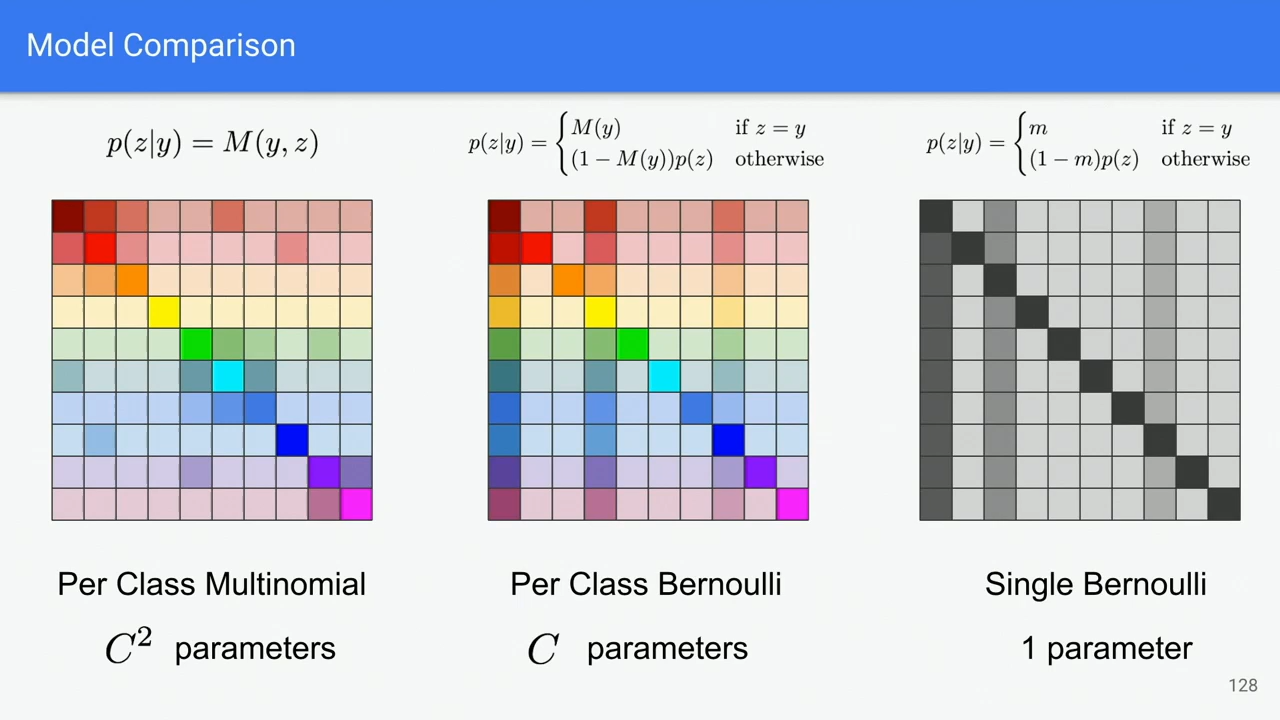 Model Comparison
p(z|y) = M(y, z)
p(z|y) = { M(y) if z = y
(1 − M(y))p(z) otherwise
p(z|y) = { m if z = y
(1 − m)p(z) otherwise
Per Class Multinomial
C² parameters
Per Class Bernoulli
C parameters
Single Bernoulli
1 parameter
128